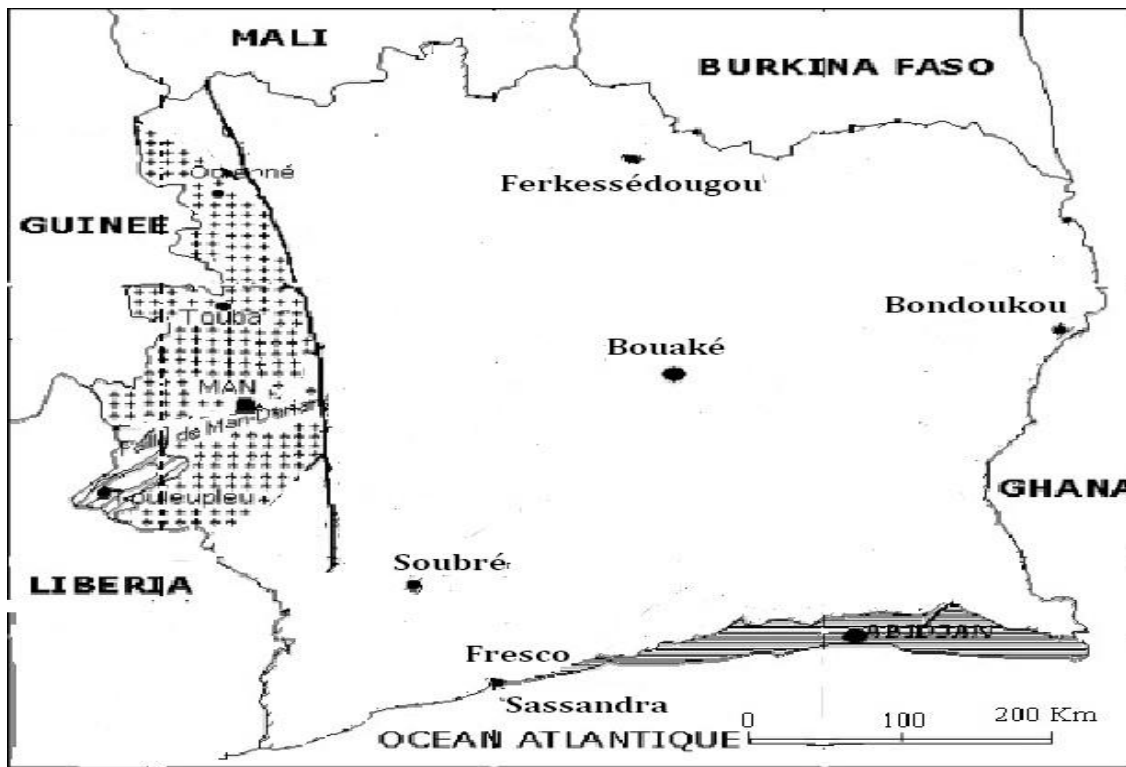 MALI
BURKINA FASO
Odienné
Ferkessédougou
GUINEE
Touba
Bondoukou
Bouaké
MAN
Faille de Man-Danané
GHANA
Toulepleu
Soubré
LIBERIA
ABIDJAN
Fresco
Sassandra
0 100 200 Km
OCEAN ATLANTIQUE